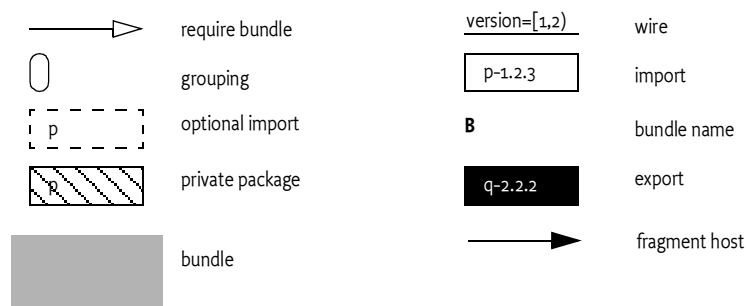 require bundle
grouping
p
optional import
p
private package
bundle
version=[1,2)
wire
p-1.2.3
import
B
bundle name
q-2.2.2
export
fragment host